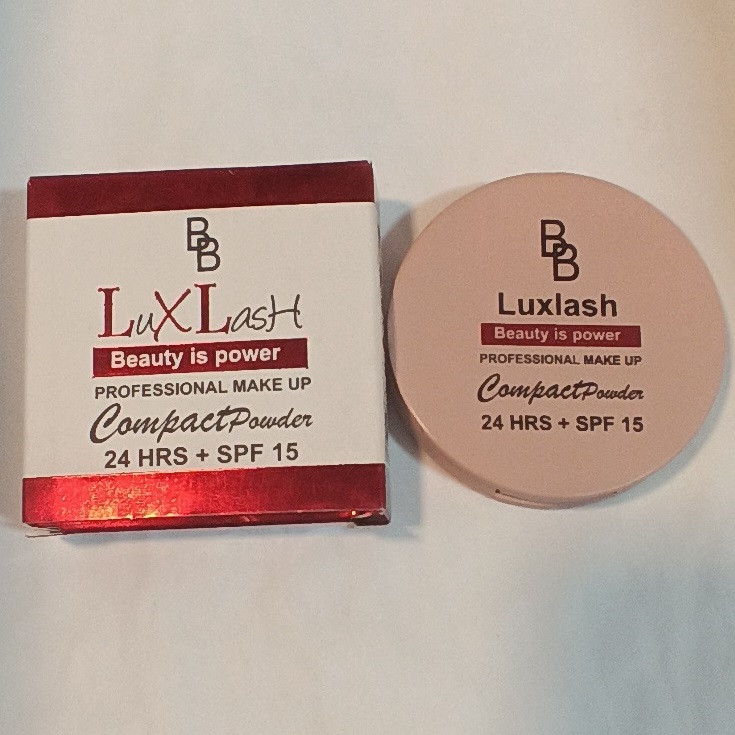 BB
LuXLasH
Beauty is power
PROFESSIONAL MAKE UP
CompactPowder
24 HRS + SPF 15
BB
Luxlash
Beauty is power
PROFESSIONAL MAKE UP
CompactPowder
24 HRS + SPF 15